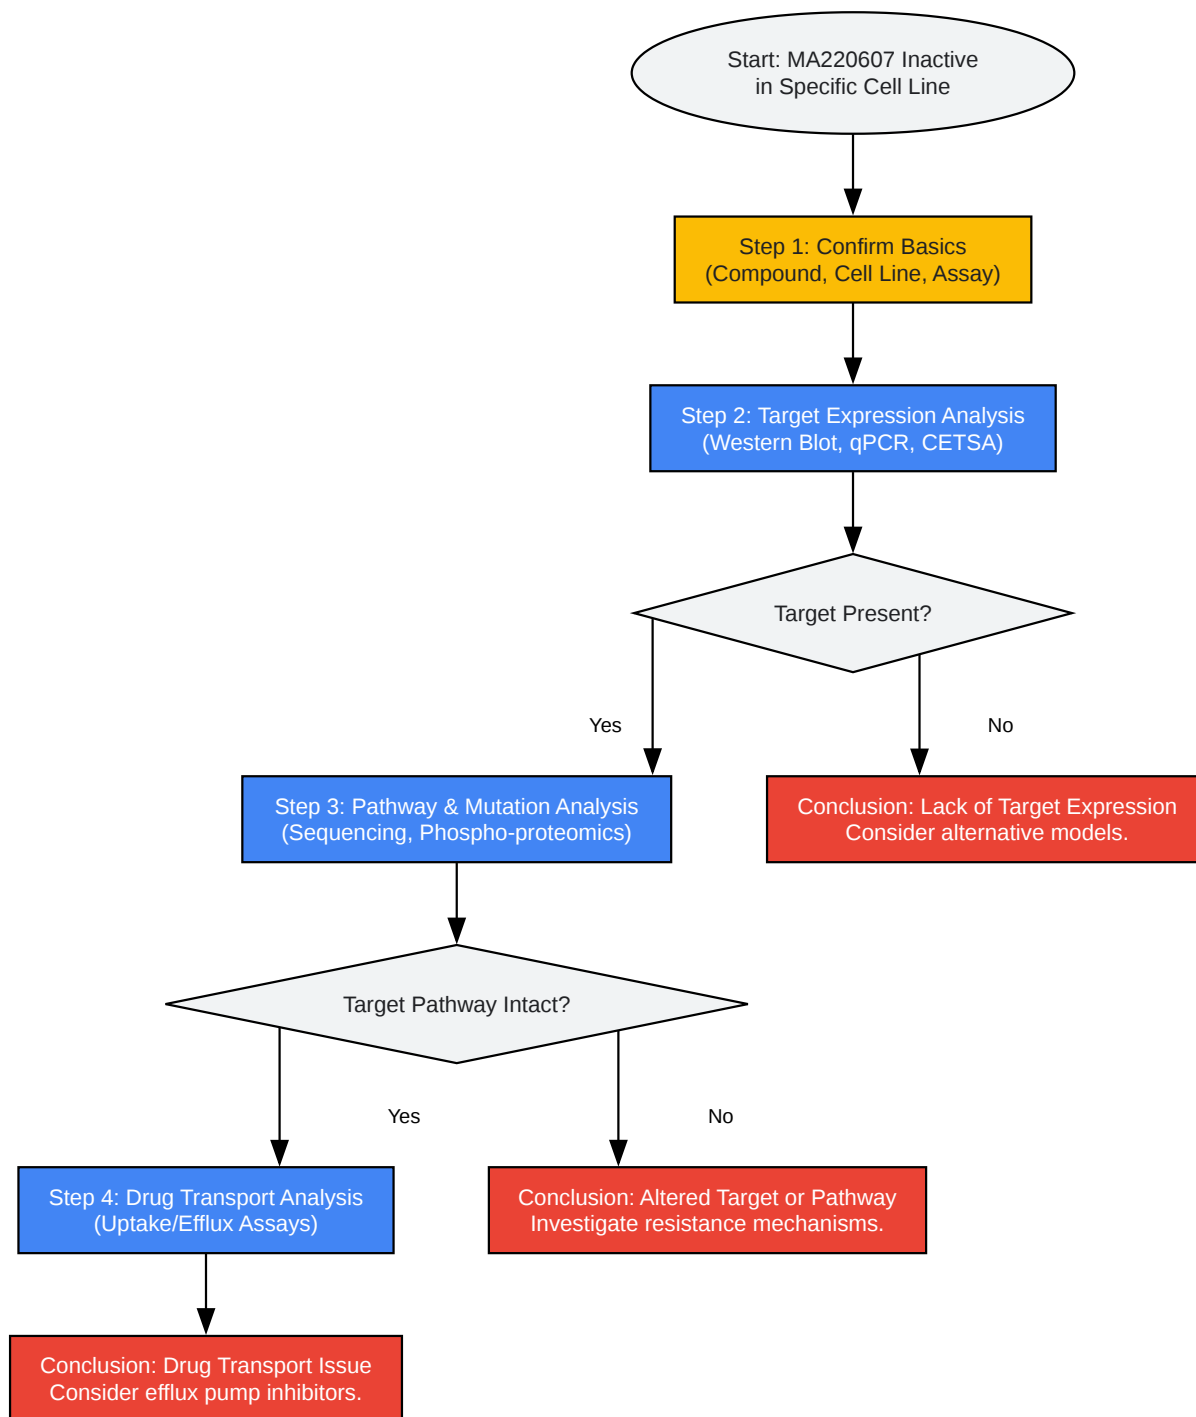 Start: MA220607 Inactive
in Specific Cell Line
Step 1: Confirm Basics
(Compound, Cell Line, Assay)
Step 2: Target Expression Analysis
(Western Blot, qPCR, CETSA)
Target Present?
Yes
No
Step 3: Pathway & Mutation Analysis
(Sequencing, Phospho-proteomics)
Conclusion: Lack of Target Expression
Consider alternative models.
Target Pathway Intact?
Yes
No
Step 4: Drug Transport Analysis
(Uptake/Efflux Assays)
Conclusion: Altered Target or Pathway
Investigate resistance mechanisms.
Conclusion: Drug Transport Issue
Consider efflux pump inhibitors.